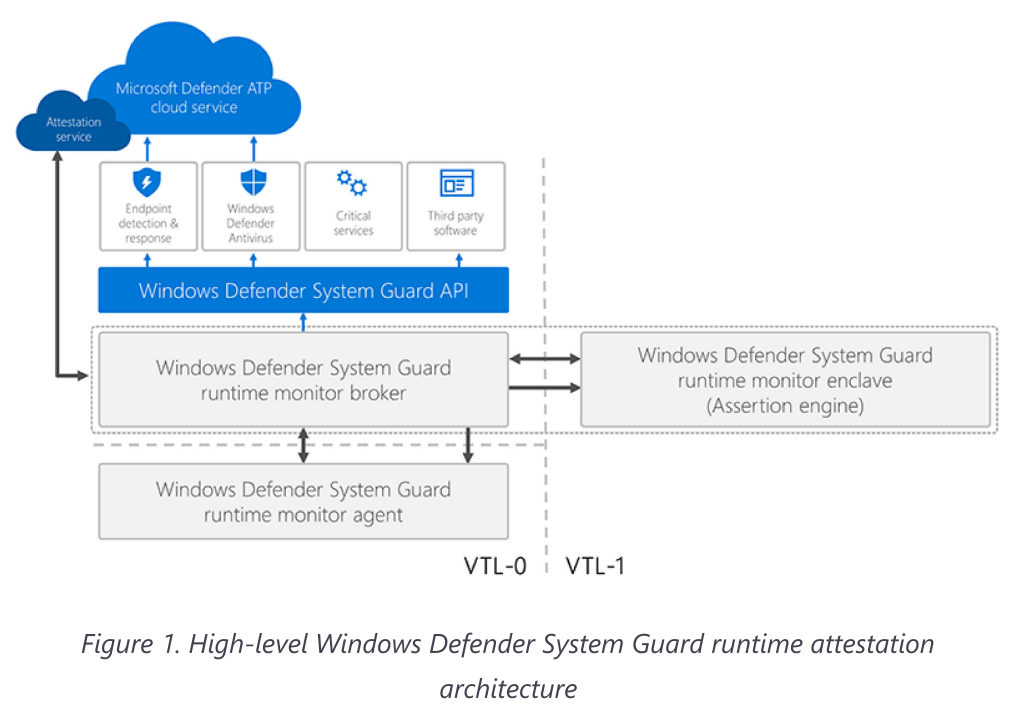 Microsoft Defender ATP
cloud service
Attestation
service
Endpoint
detection &
response
Windows
Defender
Antivirus
Critical
services
Third party
software
Windows Defender System Guard API
Windows Defender System Guard
runtime monitor broker
Windows Defender System Guard
runtime monitor enclave
(Assertion engine)
Windows Defender System Guard
runtime monitor agent
VTL-0
VTL-1
Figure 1. High-level Windows Defender System Guard runtime attestation
architecture